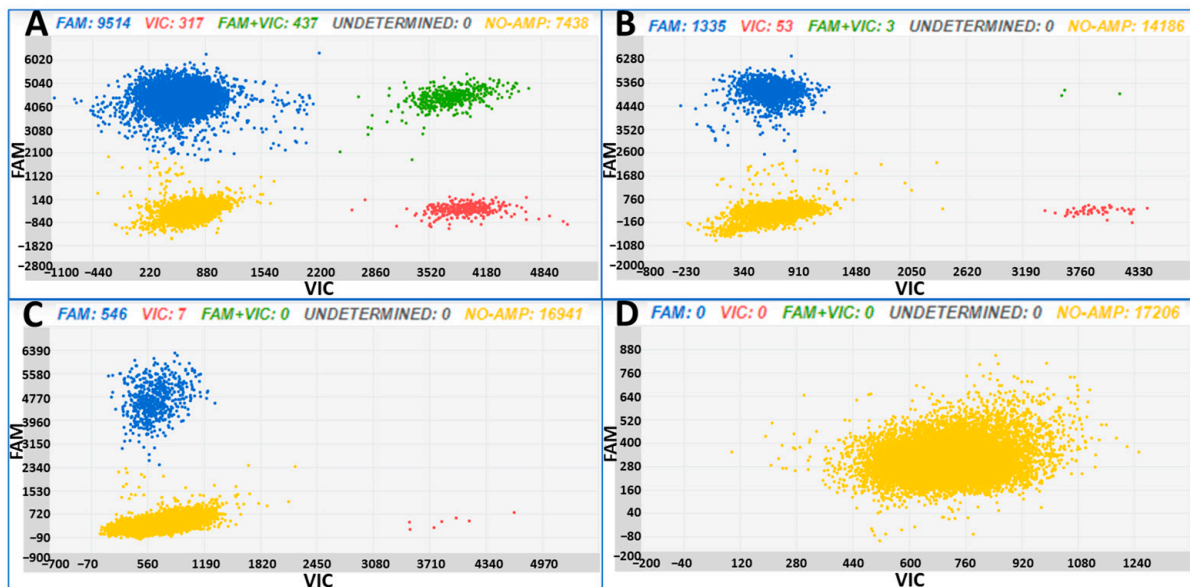 A FAM: 9514 VIC: 317 FAM+VIC: 437 UNDETERMINED: 0 NO-AMP: 7438
6020
5040
4060
3080
2100
1120
140
−840
−1820
−2800
FAM
−1100 −440 220 880 1540 2200 2860 3520 4180 4840
VIC
B FAM: 1335 VIC: 53 FAM+VIC: 3 UNDETERMINED: 0 NO-AMP: 14186
6280
5360
4440
3520
2600
1680
760
−160
−1080
−2000
FAM
−800 −230 340 910 1480 2050 2620 3190 3760 4330
VIC
C FAM: 546 VIC: 7 FAM+VIC: 0 UNDETERMINED: 0 NO-AMP: 16941
6390
5580
4770
3960
3150
2340
1530
720
−90
−900
FAM
−700 −70 560 1190 1820 2450 3080 3710 4340 4970
VIC
D FAM: 0 VIC: 0 FAM+VIC: 0 UNDETERMINED: 0 NO-AMP: 17206
880
760
640
520
400
280
160
40
−80
−200
FAM
−200 −40 120 280 440 600 760 920 1080 1240
VIC